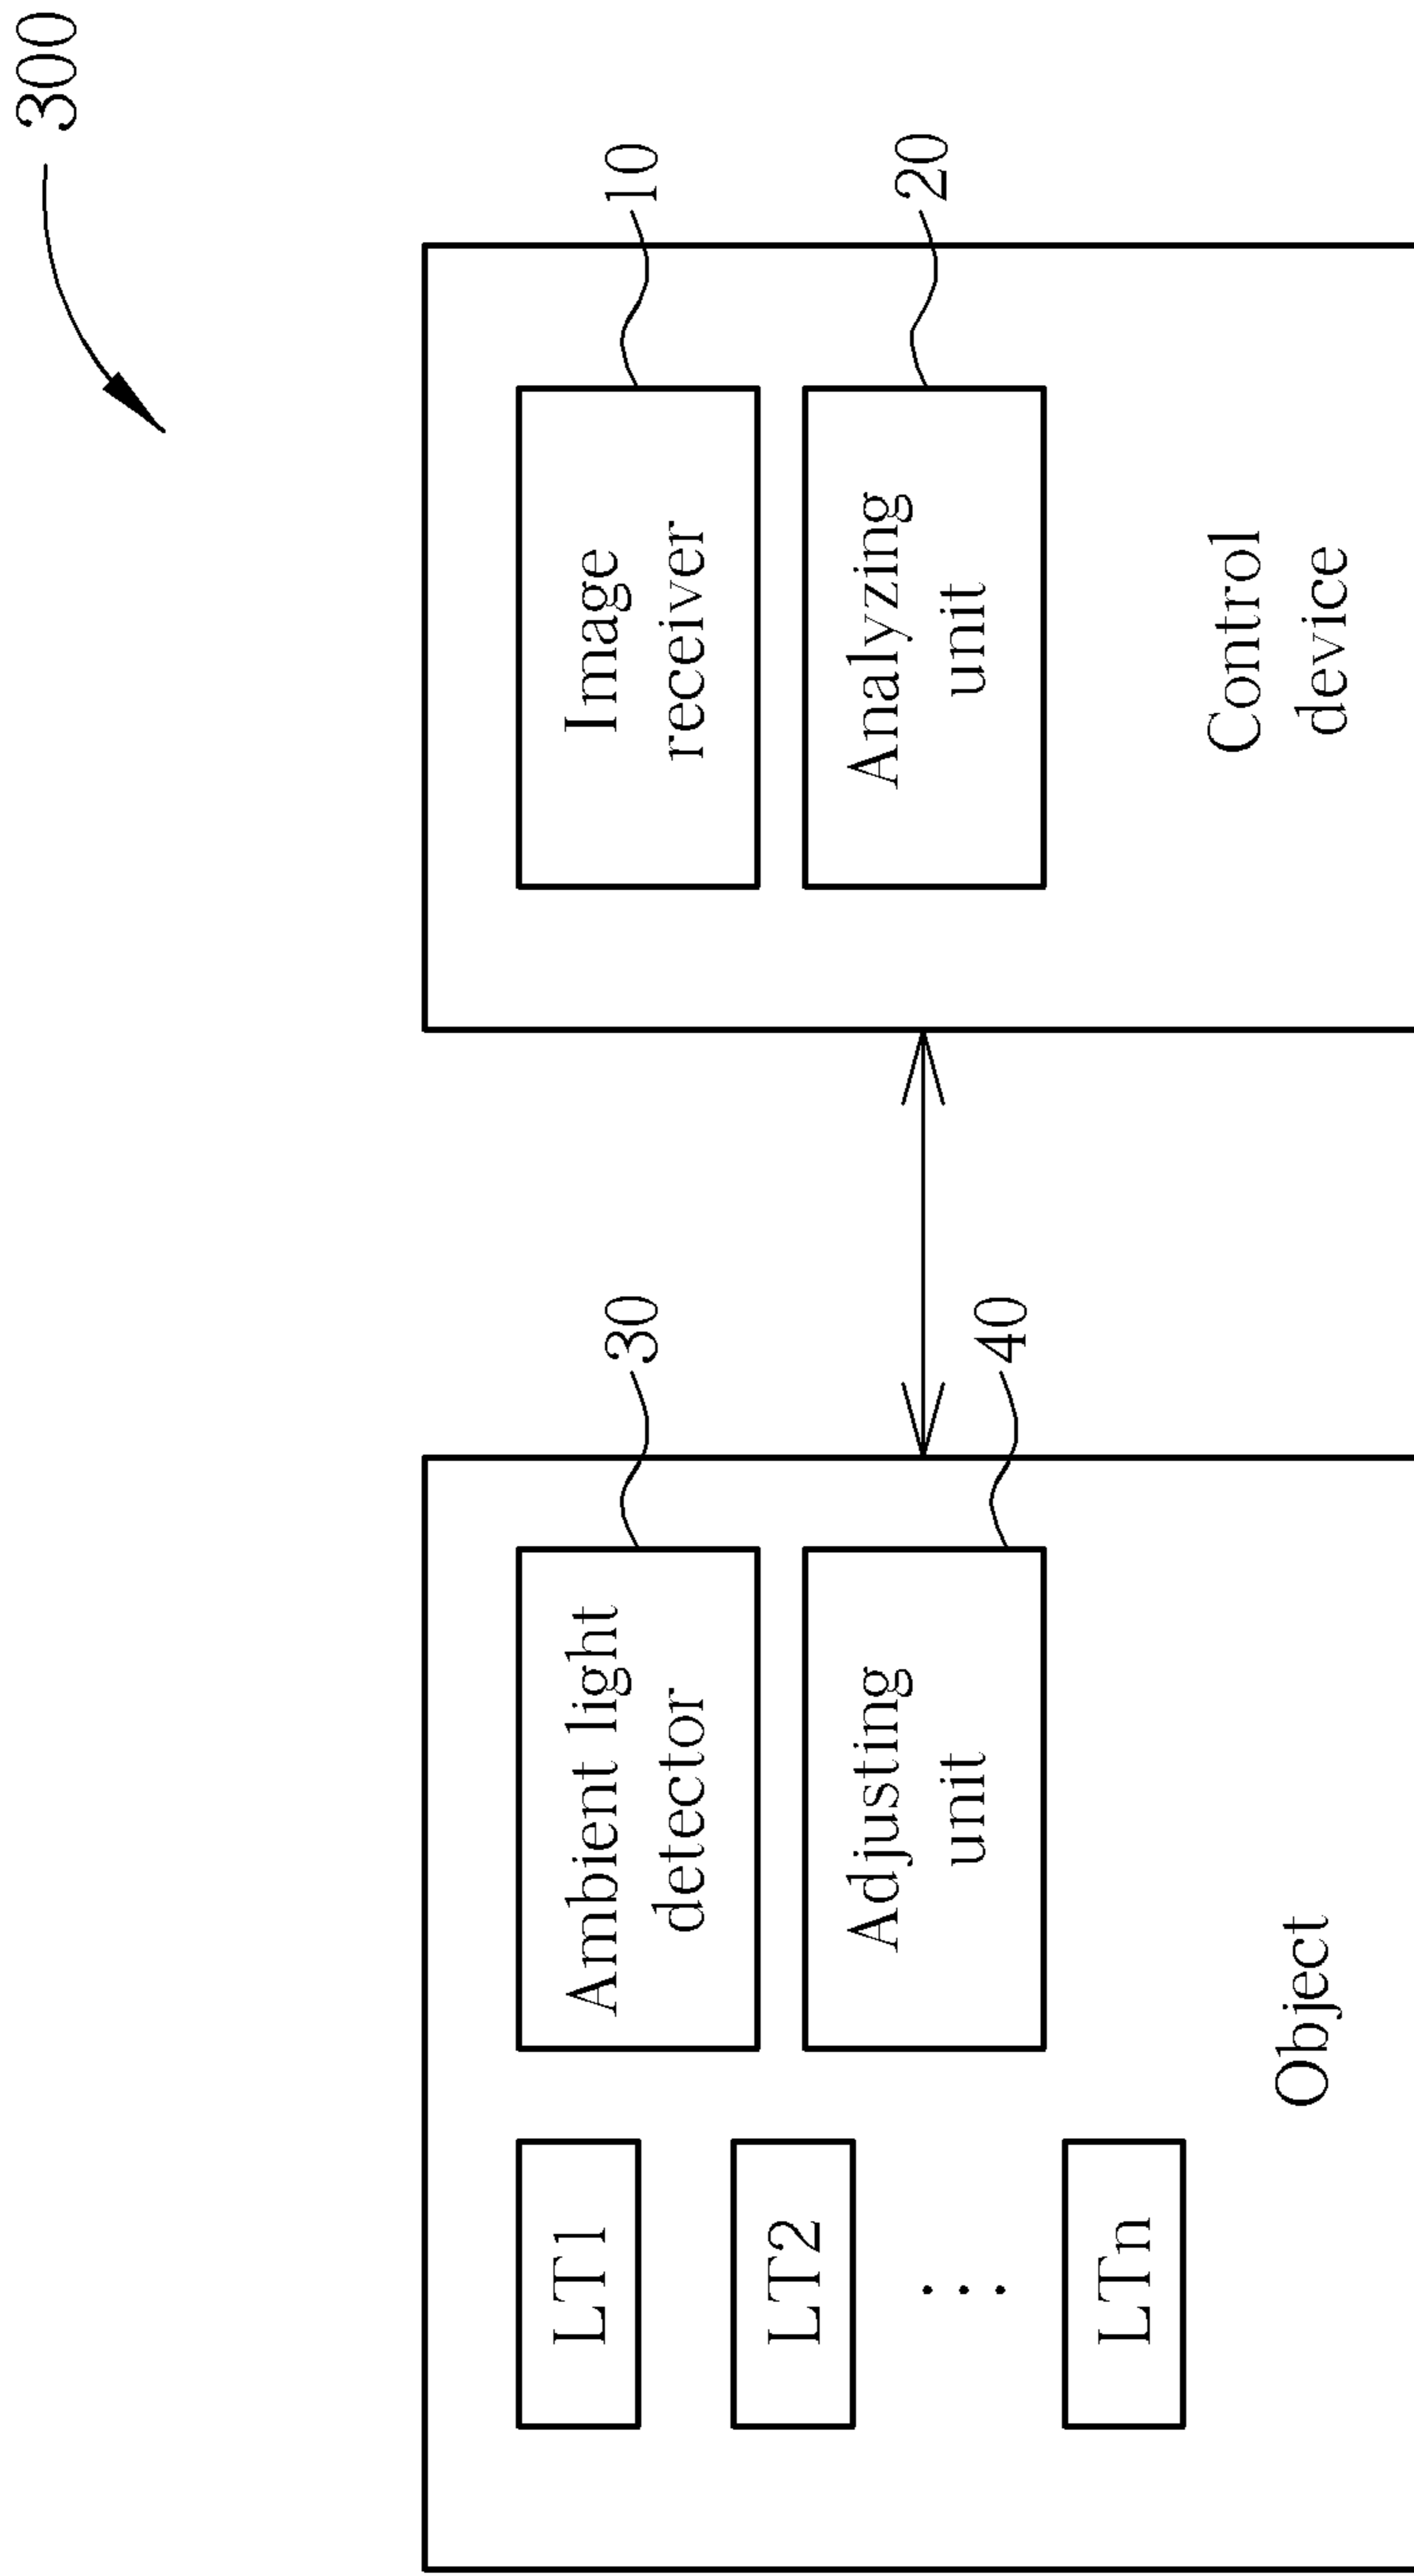 300
LT1
LT2
LTn
Ambient light
detector
30
Adjusting
unit
40
Object
Image
receiver
10
Analyzing
unit
20
Control
device